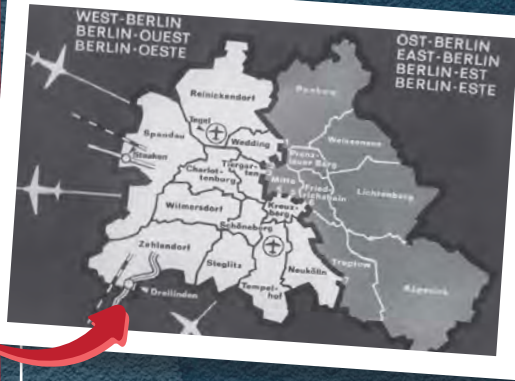 WEST-BERLIN
BERLIN-OUEST
BERLIN-OESTE
OST-BERLIN
EAST-BERLIN
BERLIN-EST
BERLIN-ESTE
Reinickendorf
Pankow
Tegel
Wedding
Weissensee
Spandau
Staaken
Prenz-
lauer Berg
Charlot-
tenburg
Tiergar-
ten
Mitte
Fried-
richshain
Lichtenberg
Wilmersdorf
Kreuz-
berg
Schöneberg
Zehlendorf
Steglitz
Tempel-
hof
Neukölln
Treptow
Köpenick
Dreilinden